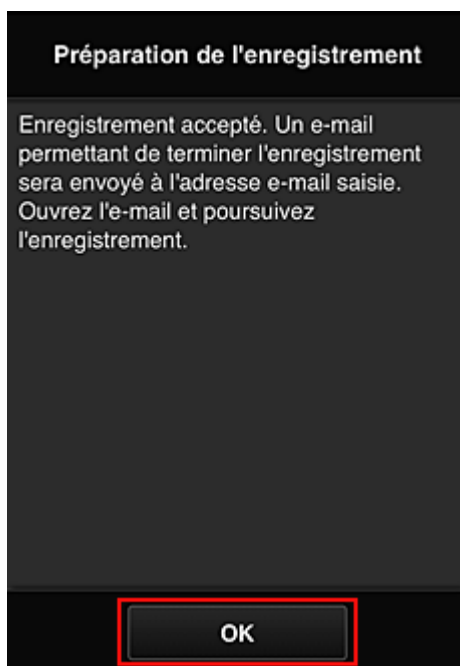 Préparation de l'enregistrement
Enregistrement accepté. Un e-mail
permettant de terminer l'enregistrement
sera envoyé à l'adresse e-mail saisie.
Ouvrez l'e-mail et poursuivez
l'enregistrement.
OK